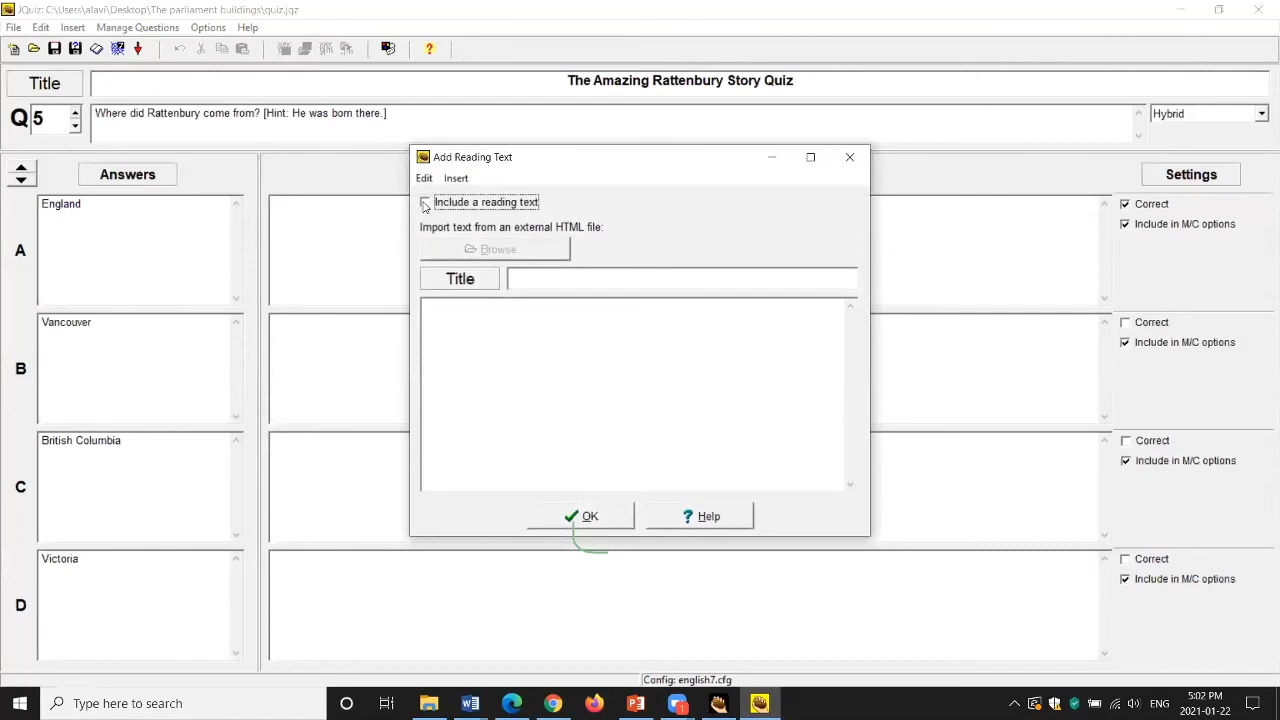 JQuiz: C:\Users\alavi\Desktop\The parliament buildings\quiz.jqz
File Edit Insert Manage Questions Options Help
Title
The Amazing Rattenbury Story Quiz
Q 5
Where did Rattenbury come from? [Hint: He was born there.]
Hybrid
Answers
Settings
A
England
Correct
Include in M/C options
B
Vancouver
Correct
Include in M/C options
C
British Columbia
Correct
Include in M/C options
D
Victoria
Correct
Include in M/C options
Add Reading Text
Edit Insert
Include a reading text
Import text from an external HTML file:
Browse
Title
OK
? Help
Config: english7.cfg
Type here to search
ENG
5:02 PM
2021-01-22